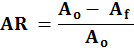 AR = (A₀ − A_f) / A₀